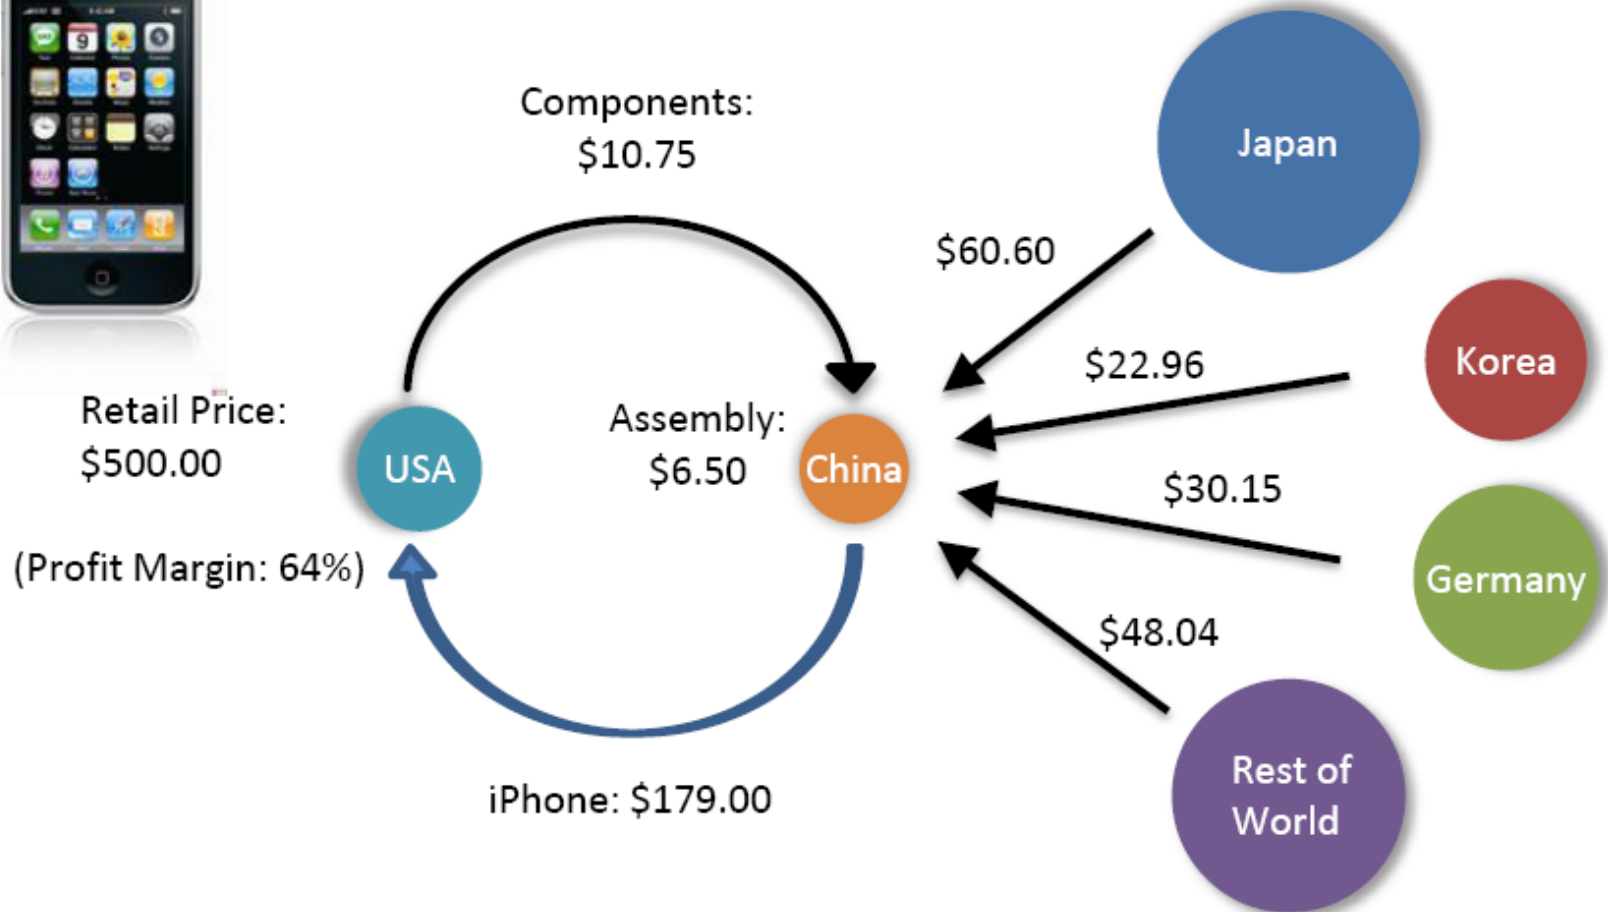 Components:
$10.75
Japan
$60.60
Korea
$22.96
Retail Price:
$500.00
USA
Assembly:
$6.50
China
$30.15
Germany
(Profit Margin: 64%)
$48.04
Rest of
World
iPhone: $179.00
9